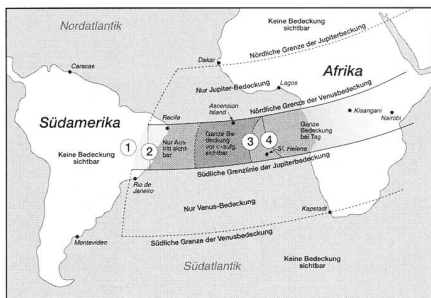 Nordatlantik
Keine Bedeckung
sichtbar
Nördliche Grenze der Jupiterbedeckung
Dakar
Caracas
Afrika
Nur Jupiter-Bedeckung
Lagos
Ascension
Island
Nördliche Grenze der Venusbedeckung
Kisangani
Nairobi
Recife
Südamerika
Keine Bedeckung
sichtbar
1
2
Nur Aus-
tritt sicht-
bar
Ganze Be-
deckung
sichtbar
3
4
St. Helena
Ganze
Bedeckung
bei Tag
Südliche Grenzlinie der Jupiterbedeckung
Rio de
Janeiro
Nur Venus-Bedeckung
Kapstadt
Montevideo
Südliche Grenze der Venusbedeckung
Südatlantik
Keine Bedeckung
sichtbar